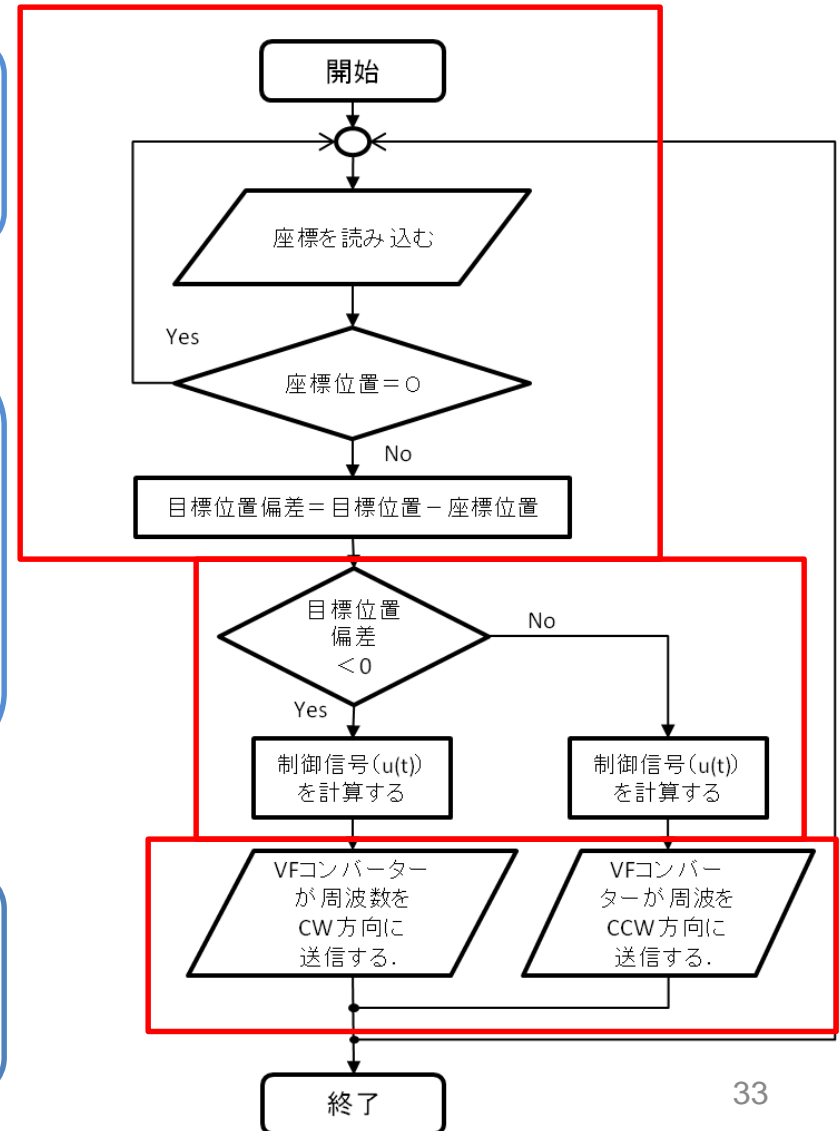 開始
座標を読み込む
Yes
座標位置＝０
No
目標位置偏差＝目標位置－座標位置
目標位置
偏差
＜0
No
Yes
制御信号（u(t)）
を計算する
制御信号（u(t)）
を計算する
VFコンバーター
が周波数を
CW方向に
送信する.
VFコンバー
ターが周波を
CCW方向に
送信する.
終了
33